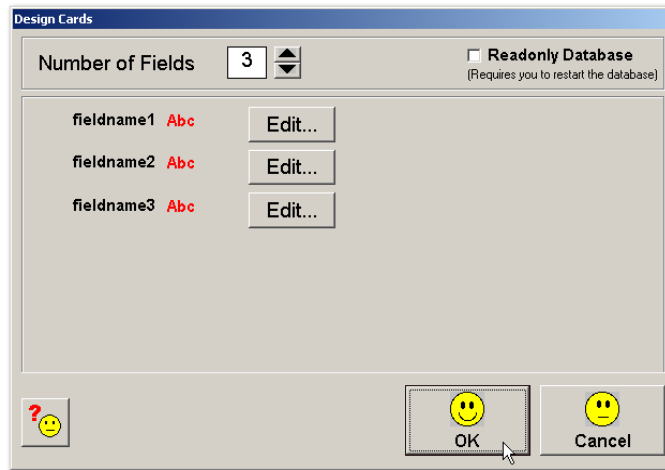 Design Cards
Number of Fields 3
Readonly Database
(Requires you to restart the database)
fieldname1 Abc Edit...
fieldname2 Abc Edit...
fieldname3 Abc Edit...
?
OK
Cancel